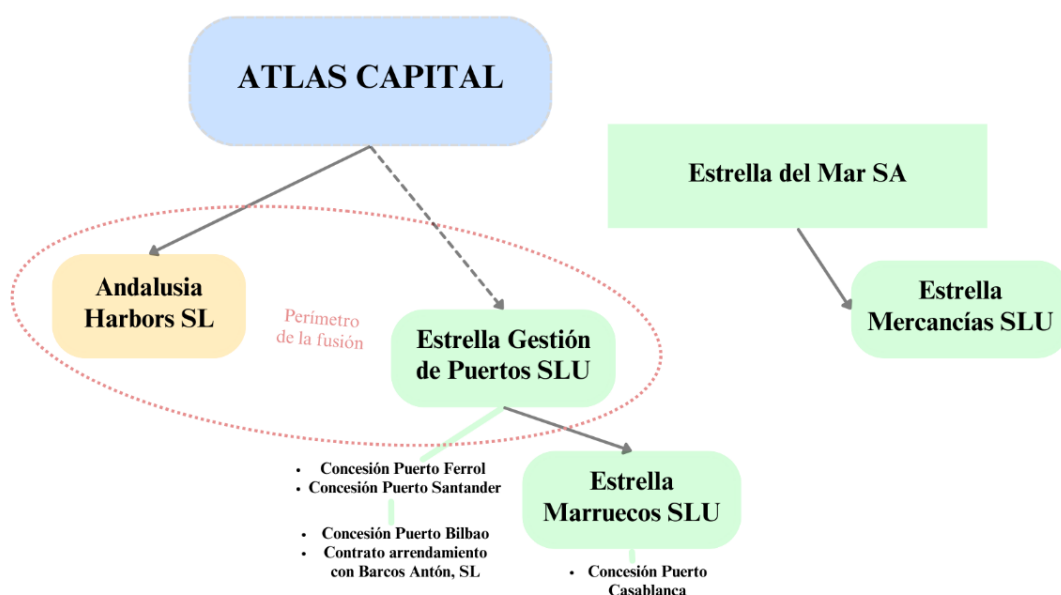 ATLAS CAPITAL
Estrella del Mar SA
Andalusia
Harbors SL
Perímetro
de la fusión
Estrella Gestión
de Puertos SLU
Estrella
Mercancías SLU
• Concesión Puerto Ferrol
• Concesión Puerto Santander
• Concesión Puerto Bilbao
• Contrato arrendamiento
con Barcos Antón, SL
Estrella
Marruecos SLU
• Concesión Puerto
Casablanca